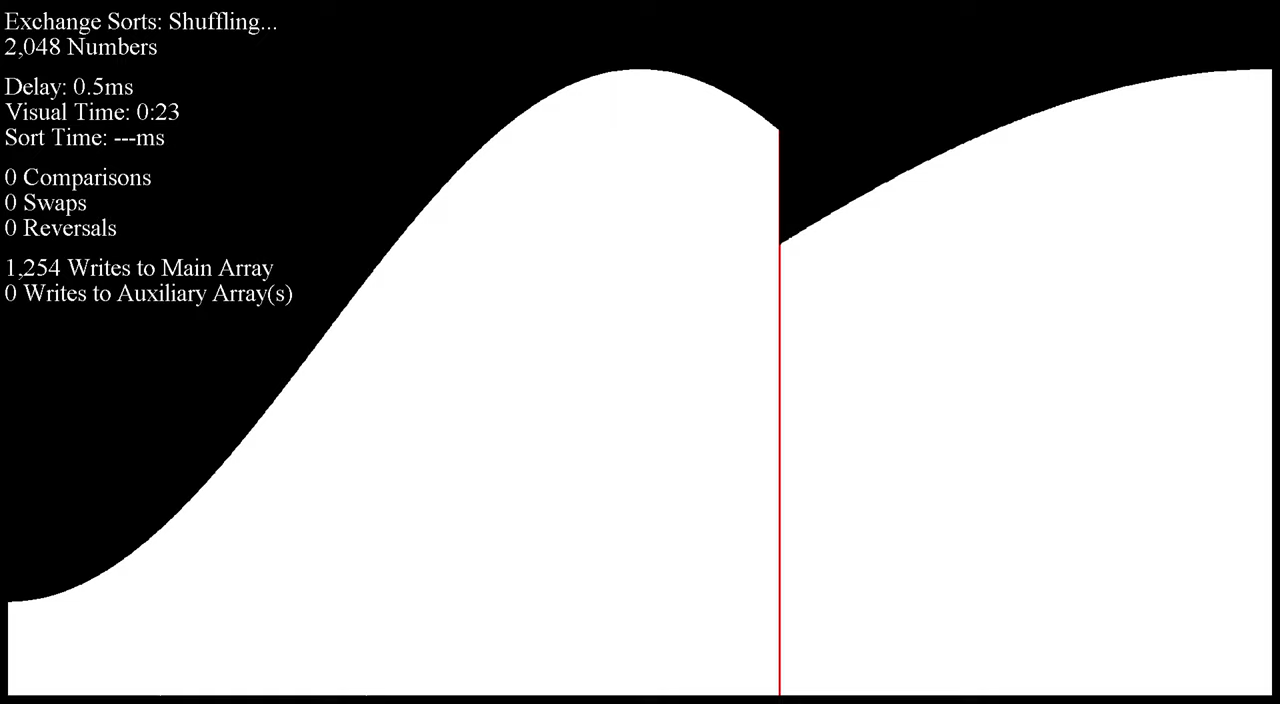 Exchange Sorts: Shuffling...
2,048 Numbers
Delay: 0.5ms
Visual Time: 0:23
Sort Time: ---ms
0 Comparisons
0 Swaps
0 Reversals
1,254 Writes to Main Array
0 Writes to Auxiliary Array(s)